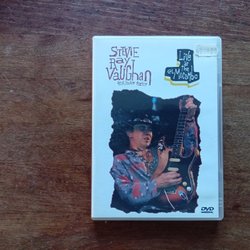 STEVIE
RAY
Vaughan
and Double Trouble
Live
at the
El Mocambo
DVD